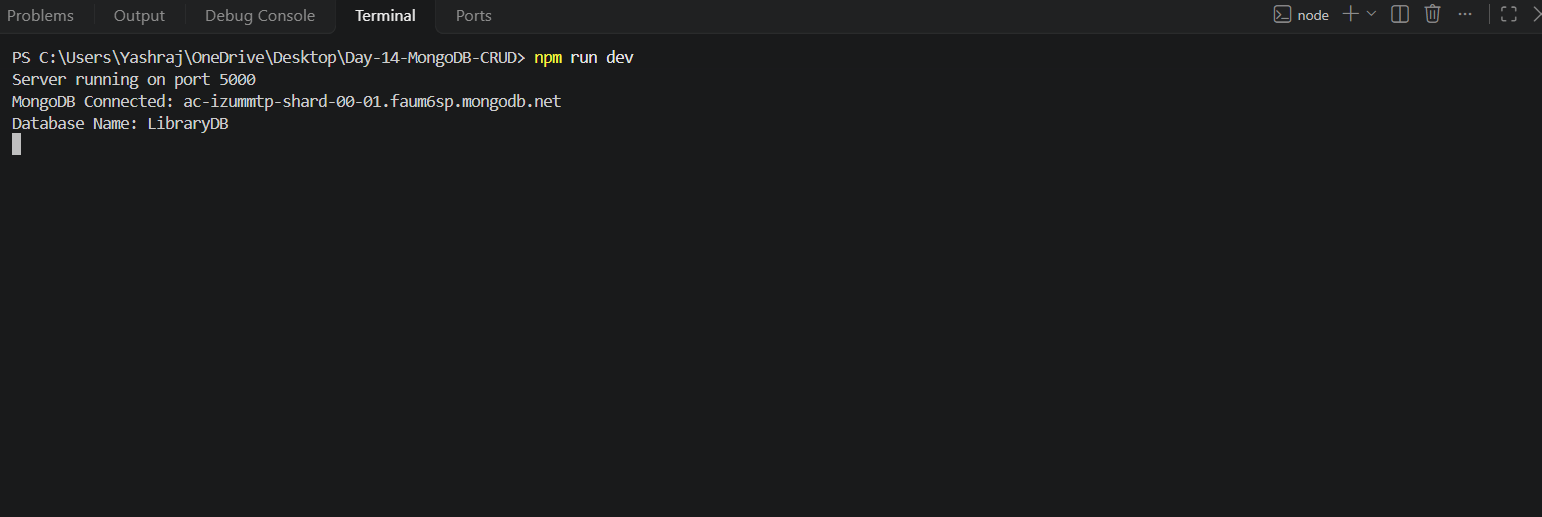 Problems Output Debug Console Terminal Ports node
PS C:\Users\Yashraj\OneDrive\Desktop\Day-14-MongoDB-CRUD> npm run dev
Server running on port 5000
MongoDB Connected: ac-izummtp-shard-00-01.faum6sp.mongodb.net
Database Name: LibraryDB